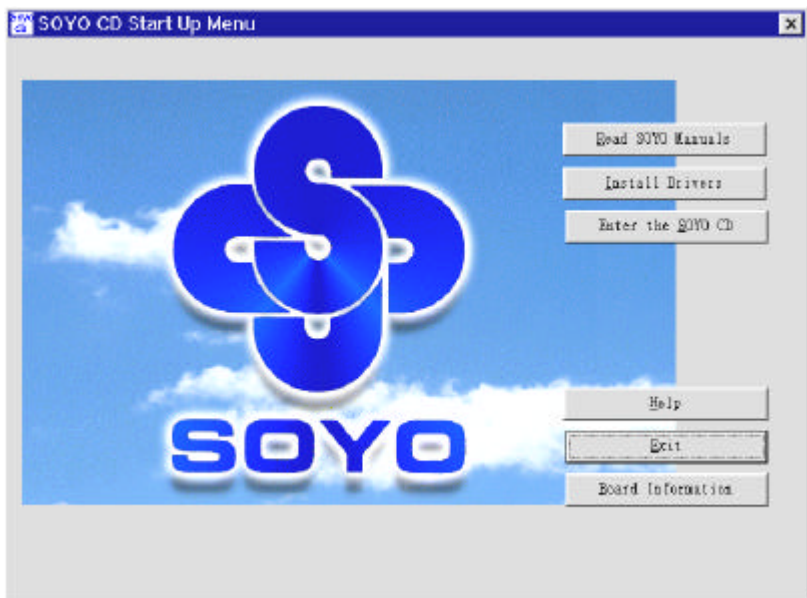 SOYO CD Start Up Menu
Read SOYO Manuals
Install Drivers
Enter the SOYO CD
SOYO
Help
Exit
Board Information